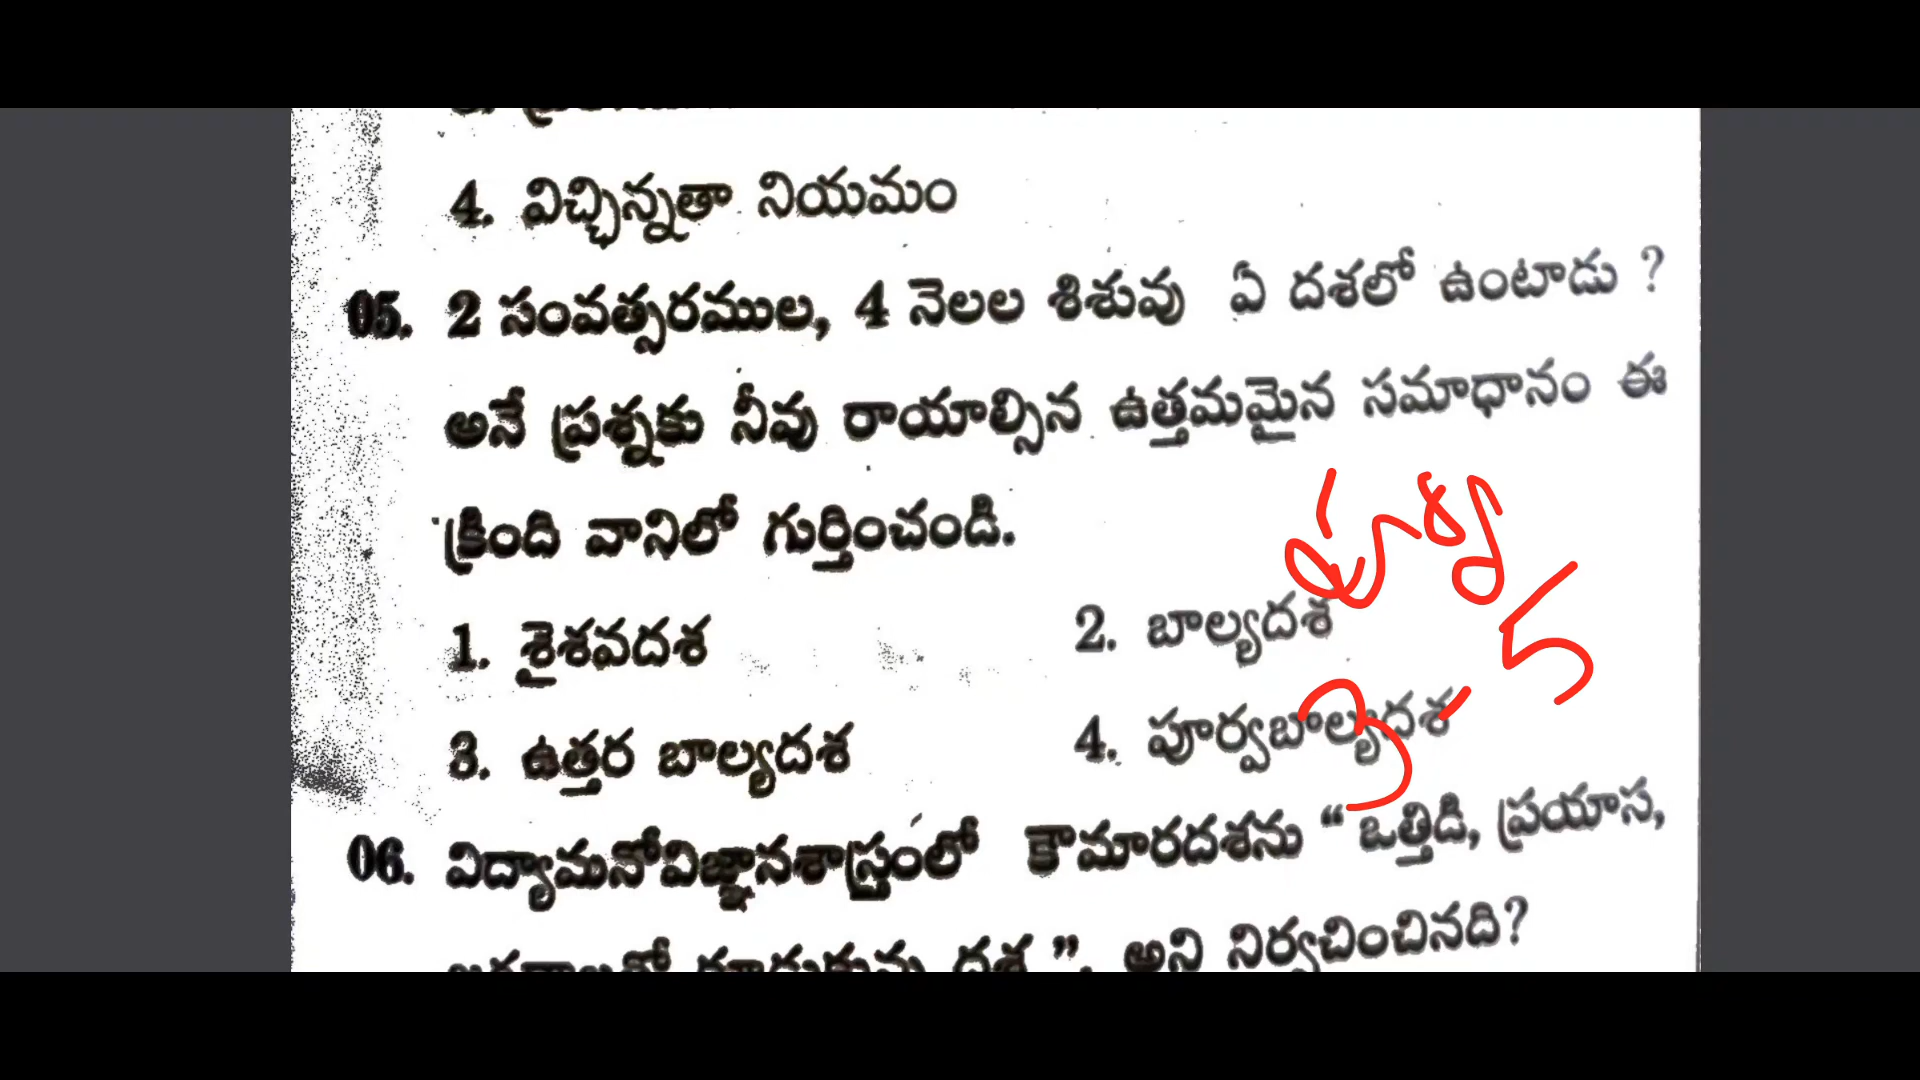 4. విచ్ఛిన్నతా నియమం
05. 2 సంవత్సరముల, 4 నెలల శిశువు ఏ దశలో ఉంటాడు ?
అనే ప్రశ్నకు నీవు రాయాల్సిన ఉత్తమమైన సమాధానం ఈ
క్రింది వానిలో గుర్తించండి.
1. శైశవదశ 2. బాల్యదశ
3 - 5
3. ఉత్తర బాల్యదశ 4. పూర్వబాల్యదశ
06. విద్యామనోవిజ్ఞానశాస్త్రంలో కౌమారదశను “ఒత్తిడి, ప్రయాస,
దశ”. అని నిర్వచించినది?